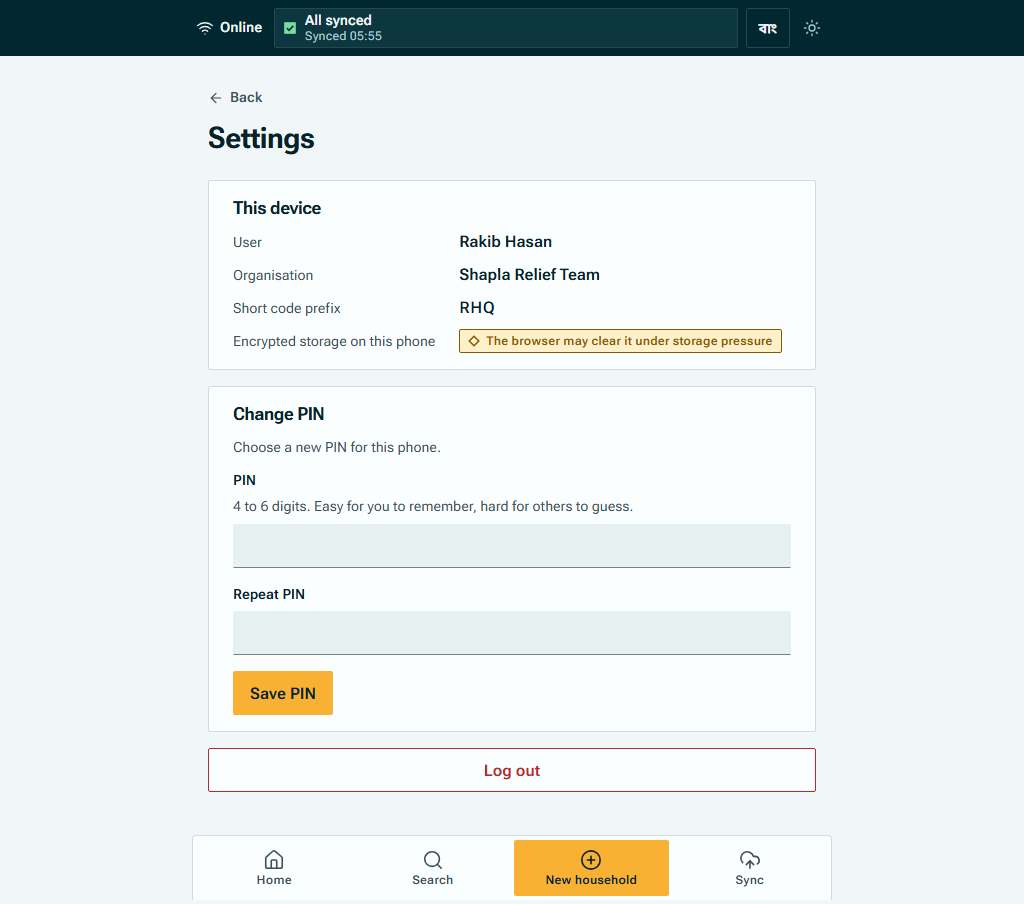 Online
All synced
Synced 05:55
বাং
Back
Settings
This device
User
Rakib Hasan
Organisation
Shapla Relief Team
Short code prefix
RHQ
Encrypted storage on this phone
The browser may clear it under storage pressure
Change PIN
Choose a new PIN for this phone.
PIN
4 to 6 digits. Easy for you to remember, hard for others to guess.
Repeat PIN
Save PIN
Log out
Home
Search
New household
Sync